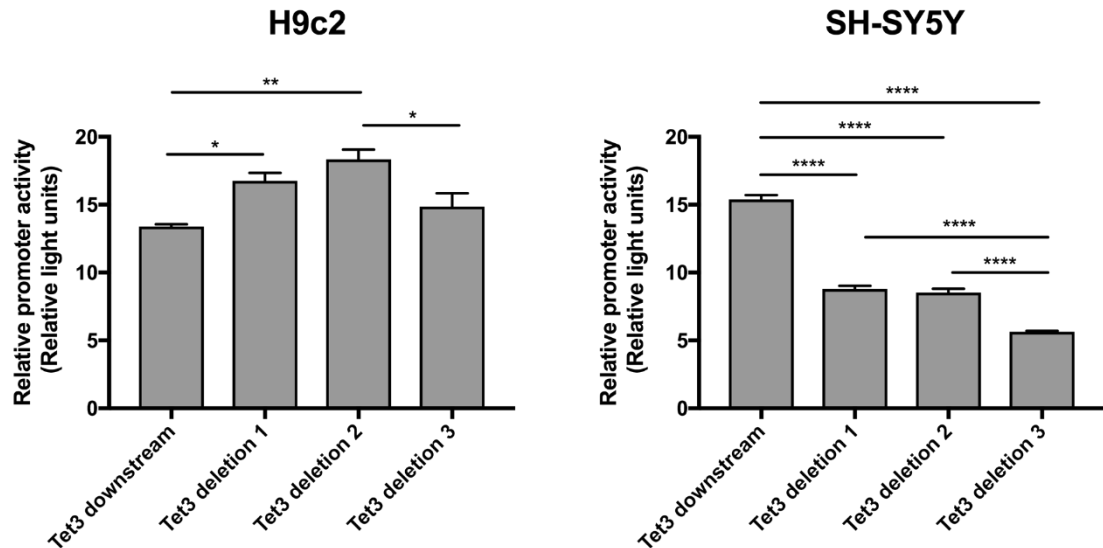 H9c2
**
*
*
Relative promoter activity
(Relative light units)
20
15
10
5
0
Tet3 downstream
Tet3 deletion 1
Tet3 deletion 2
Tet3 deletion 3
SH-SY5Y
****
****
****
****
****
Relative promoter activity
(Relative light units)
20
15
10
5
0
Tet3 downstream
Tet3 deletion 1
Tet3 deletion 2
Tet3 deletion 3